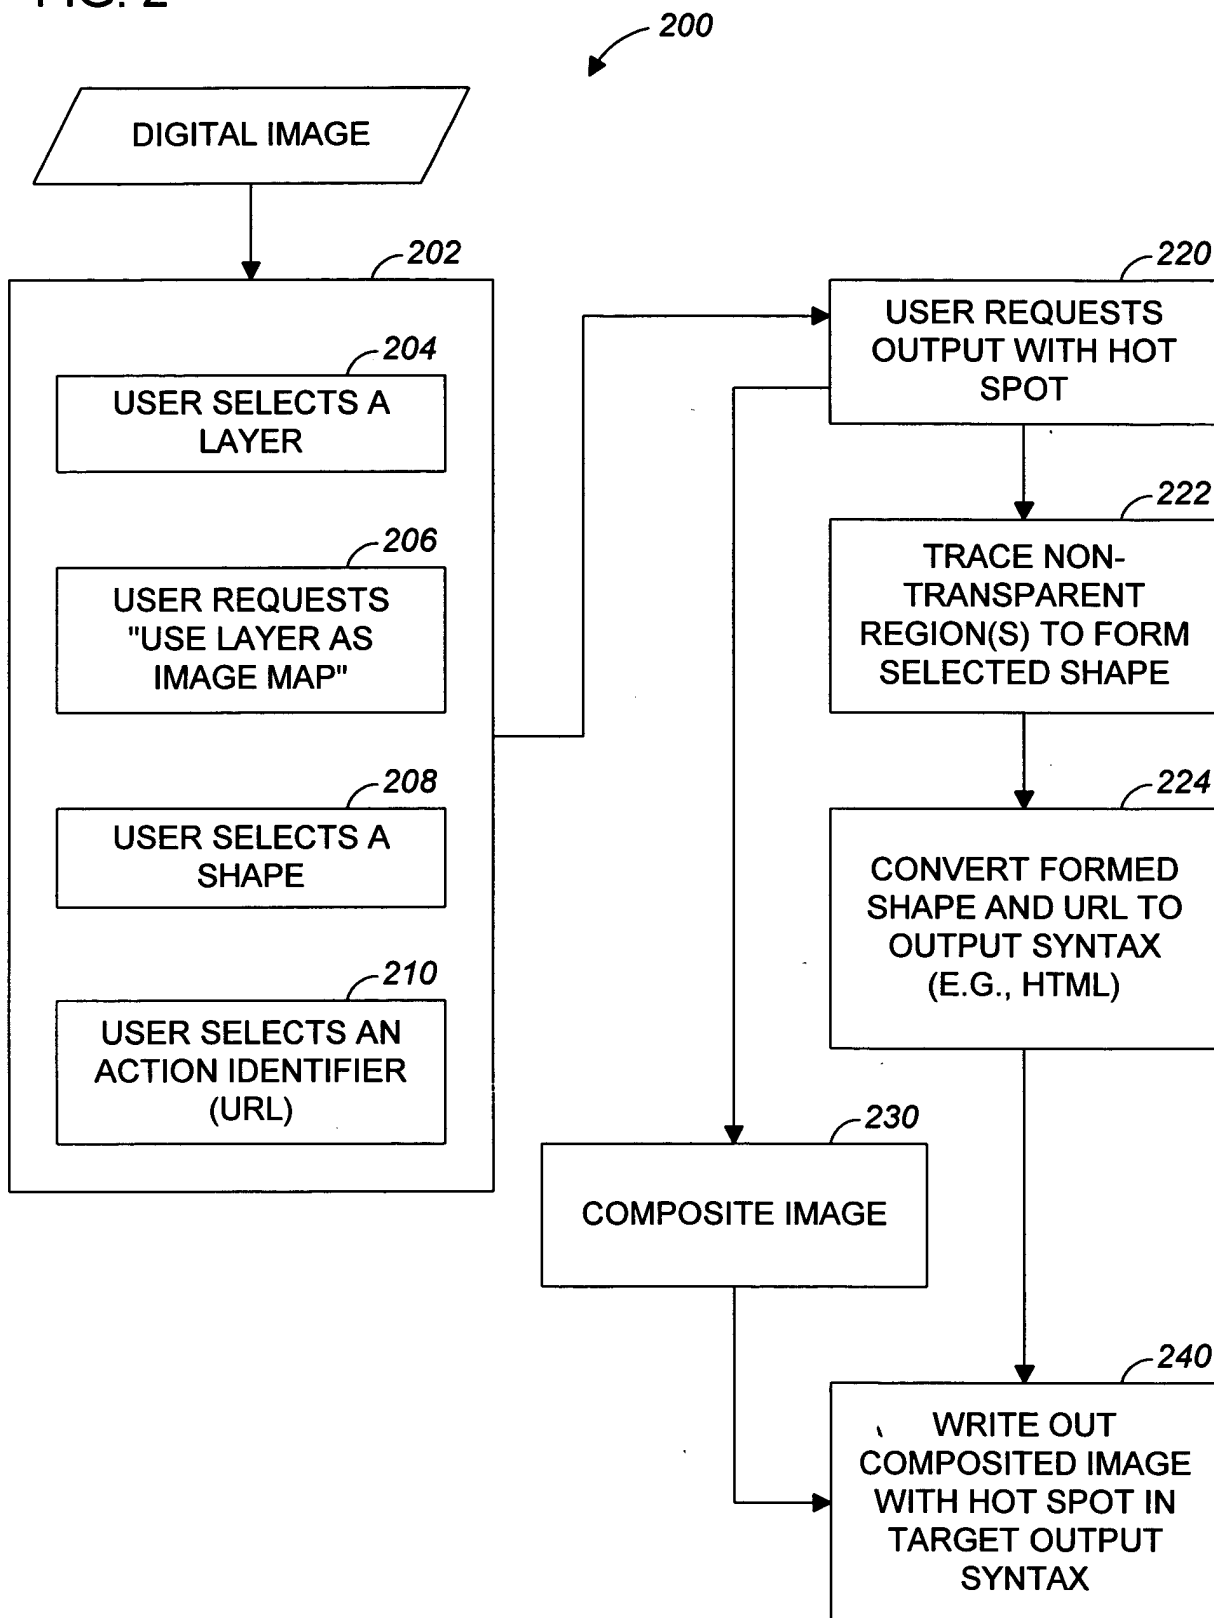 FIG. 2
200
DIGITAL IMAGE
202
204
USER SELECTS A
LAYER
206
USER REQUESTS
"USE LAYER AS
IMAGE MAP"
208
USER SELECTS A
SHAPE
210
USER SELECTS AN
ACTION IDENTIFIER
(URL)
220
USER REQUESTS
OUTPUT WITH HOT
SPOT
222
TRACE NON-
TRANSPARENT
REGION(S) TO FORM
SELECTED SHAPE
224
CONVERT FORMED
SHAPE AND URL TO
OUTPUT SYNTAX
(E.G., HTML)
230
COMPOSITE IMAGE
240
WRITE OUT
COMPOSITED IMAGE
WITH HOT SPOT IN
TARGET OUTPUT
SYNTAX